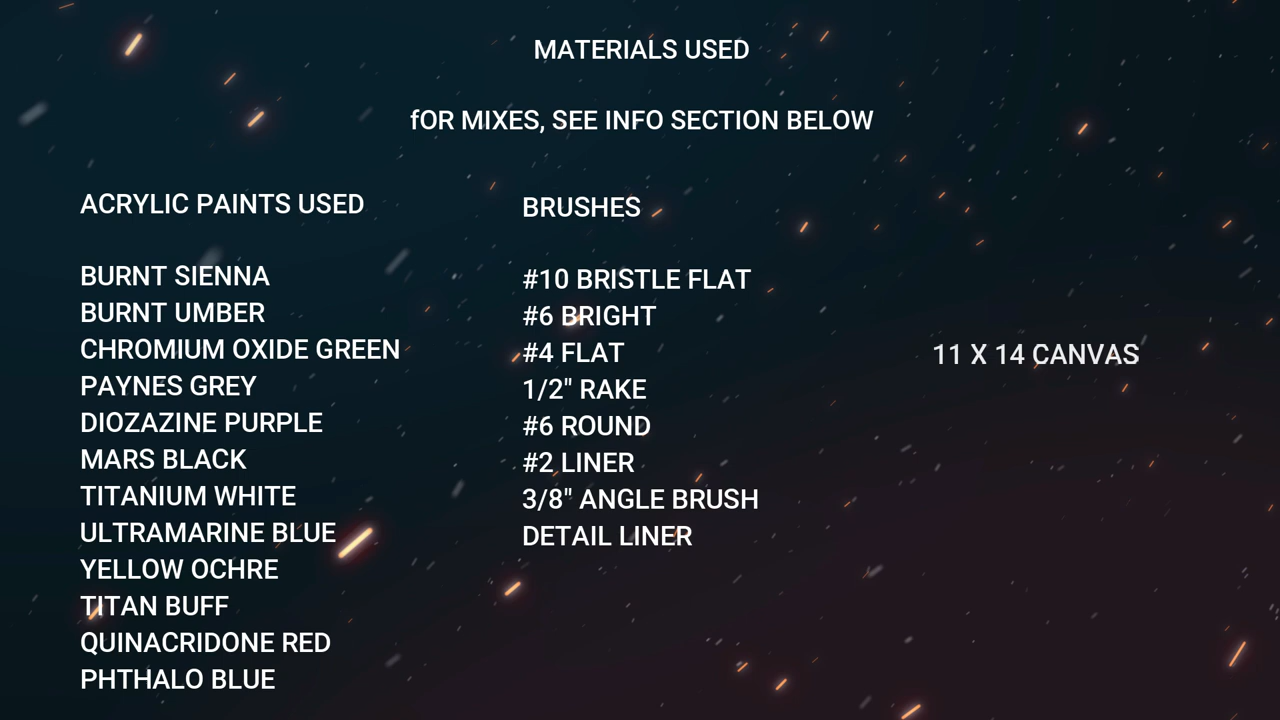 MATERIALS USED
fOR MIXES, SEE INFO SECTION BELOW
ACRYLIC PAINTS USED
BURNT SIENNA
BURNT UMBER
CHROMIUM OXIDE GREEN
PAYNES GREY
DIOZAZINE PURPLE
MARS BLACK
TITANIUM WHITE
ULTRAMARINE BLUE
YELLOW OCHRE
TITAN BUFF
QUINACRIDONE RED
PHTHALO BLUE
BRUSHES
#10 BRISTLE FLAT
#6 BRIGHT
#4 FLAT
1/2" RAKE
#6 ROUND
#2 LINER
3/8" ANGLE BRUSH
DETAIL LINER
11 X 14 CANVAS